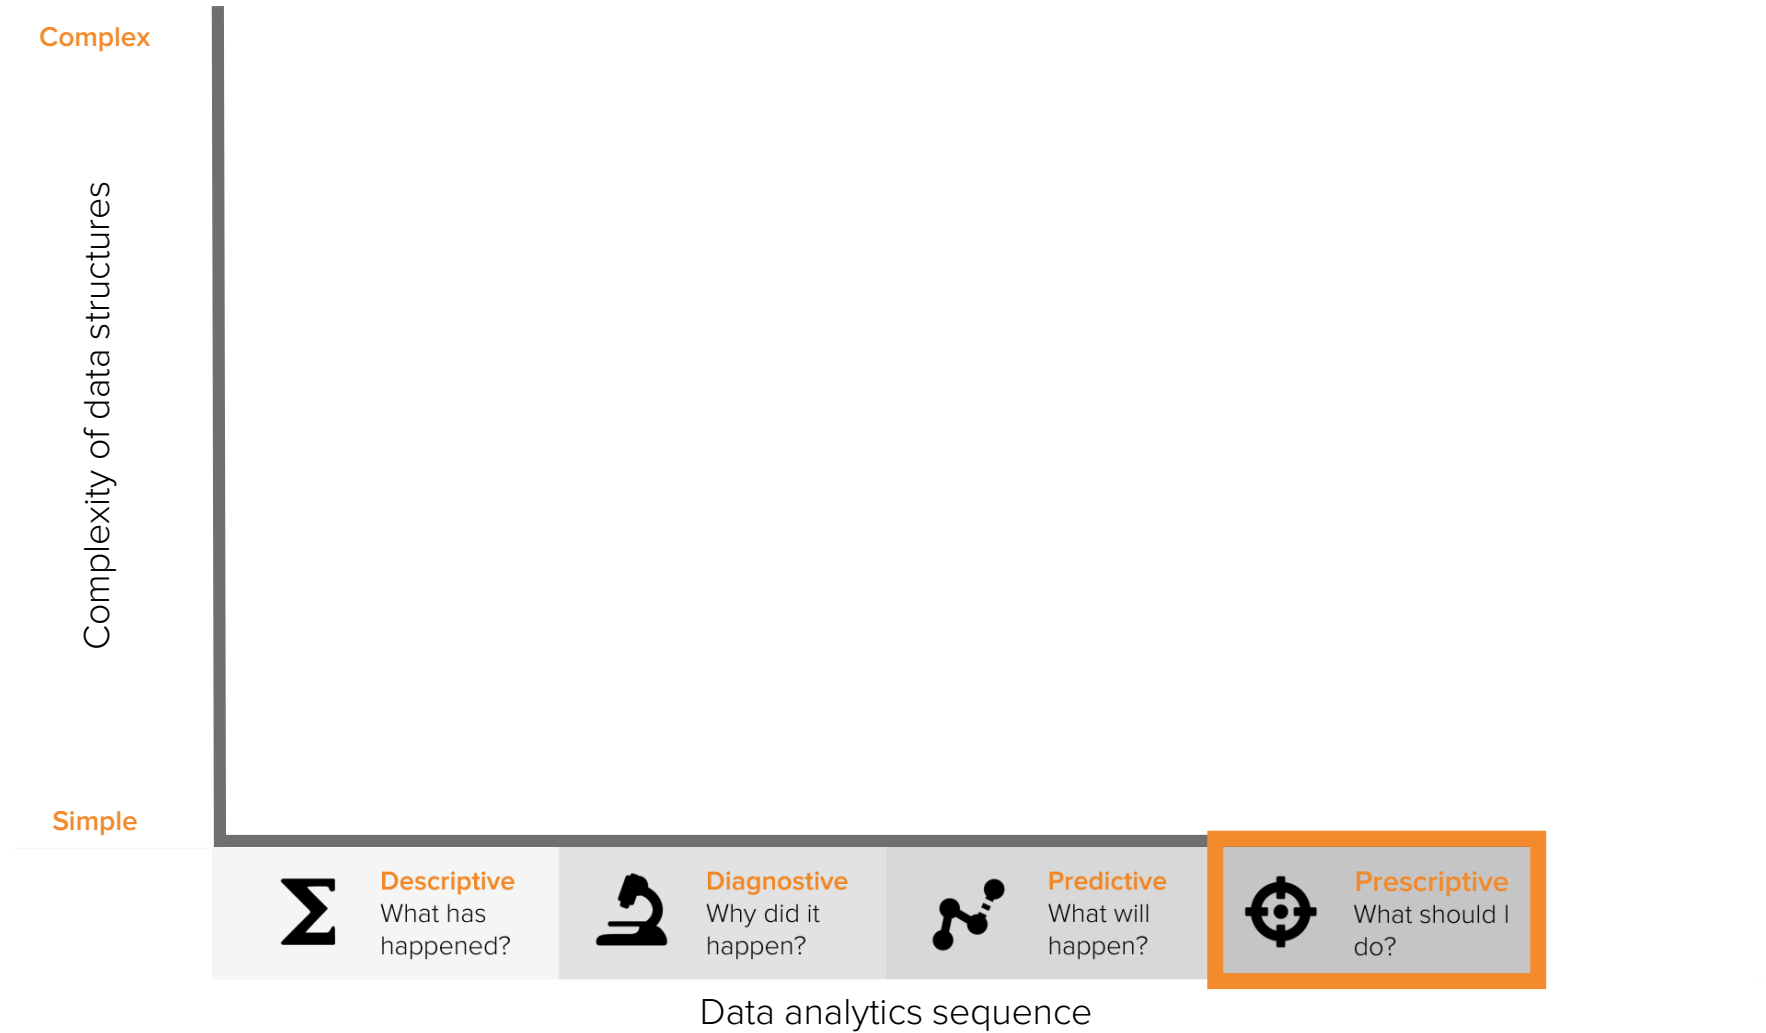 Complex
Complexity of data structures
Simple
Descriptive
What has
happened?
Diagnostive
Why did it
happen?
Predictive
What will
happen?
Prescriptive
What should I
do?
Data analytics sequence